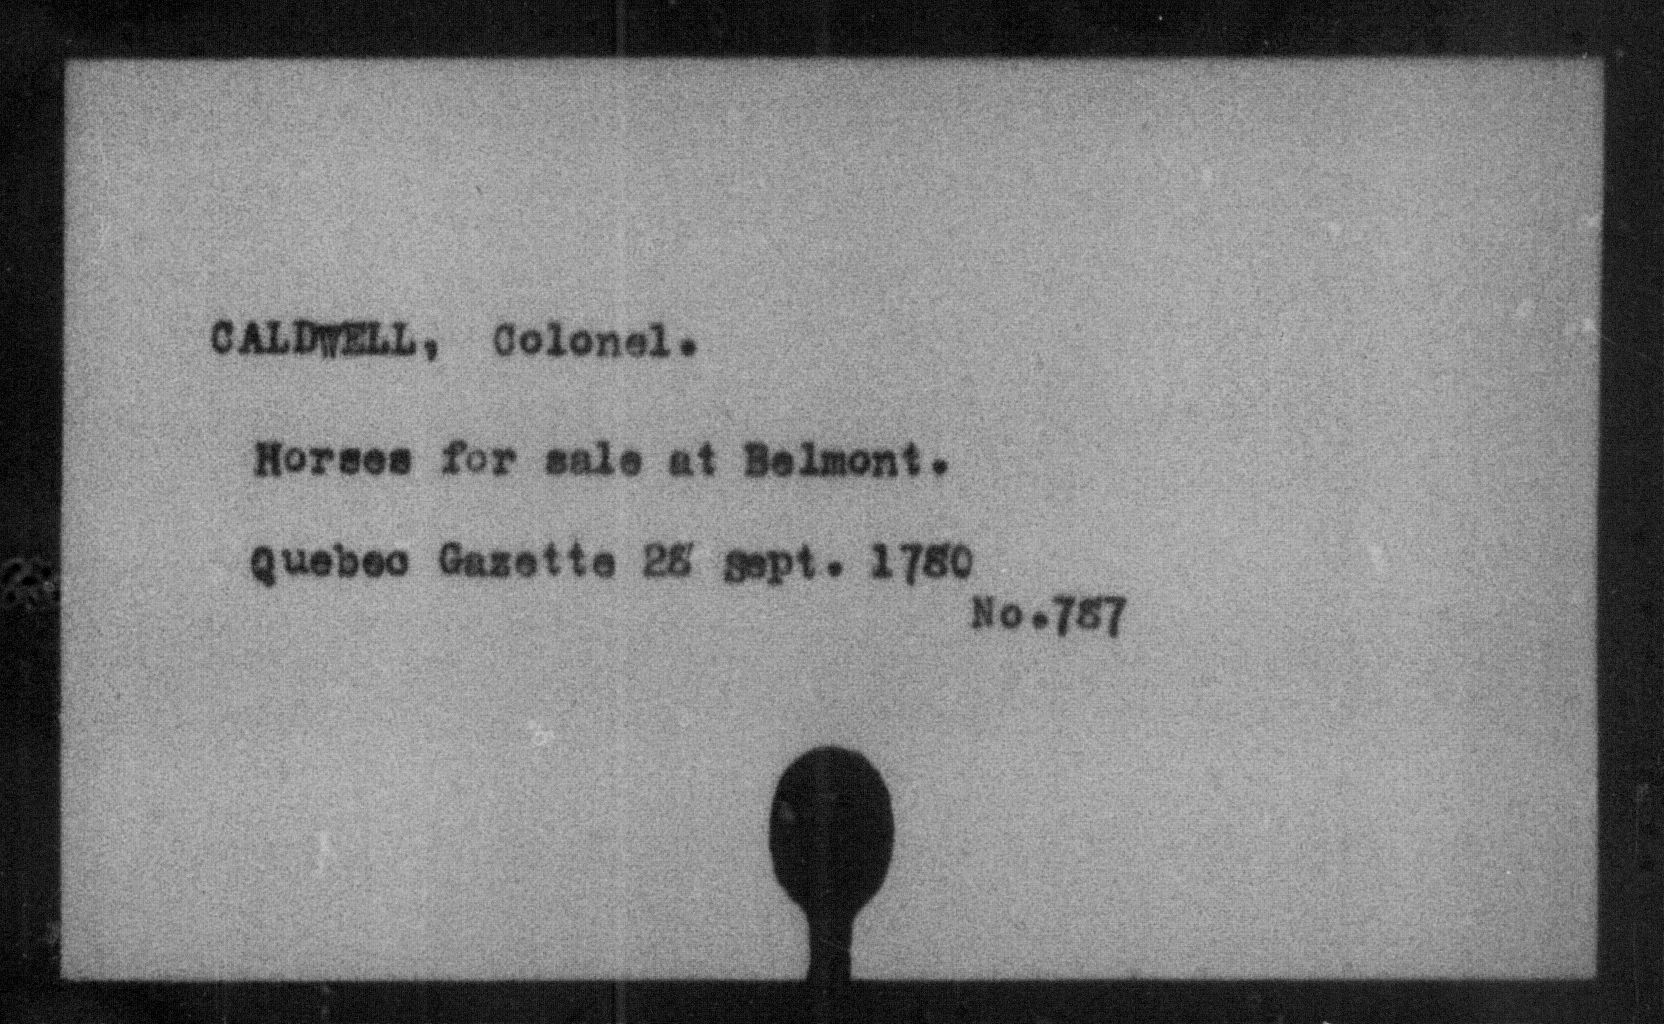 CALDWELL, Colonel.
Horses for sale at Belmont.
Quebec Gazette 28 sept. 1780
No.787